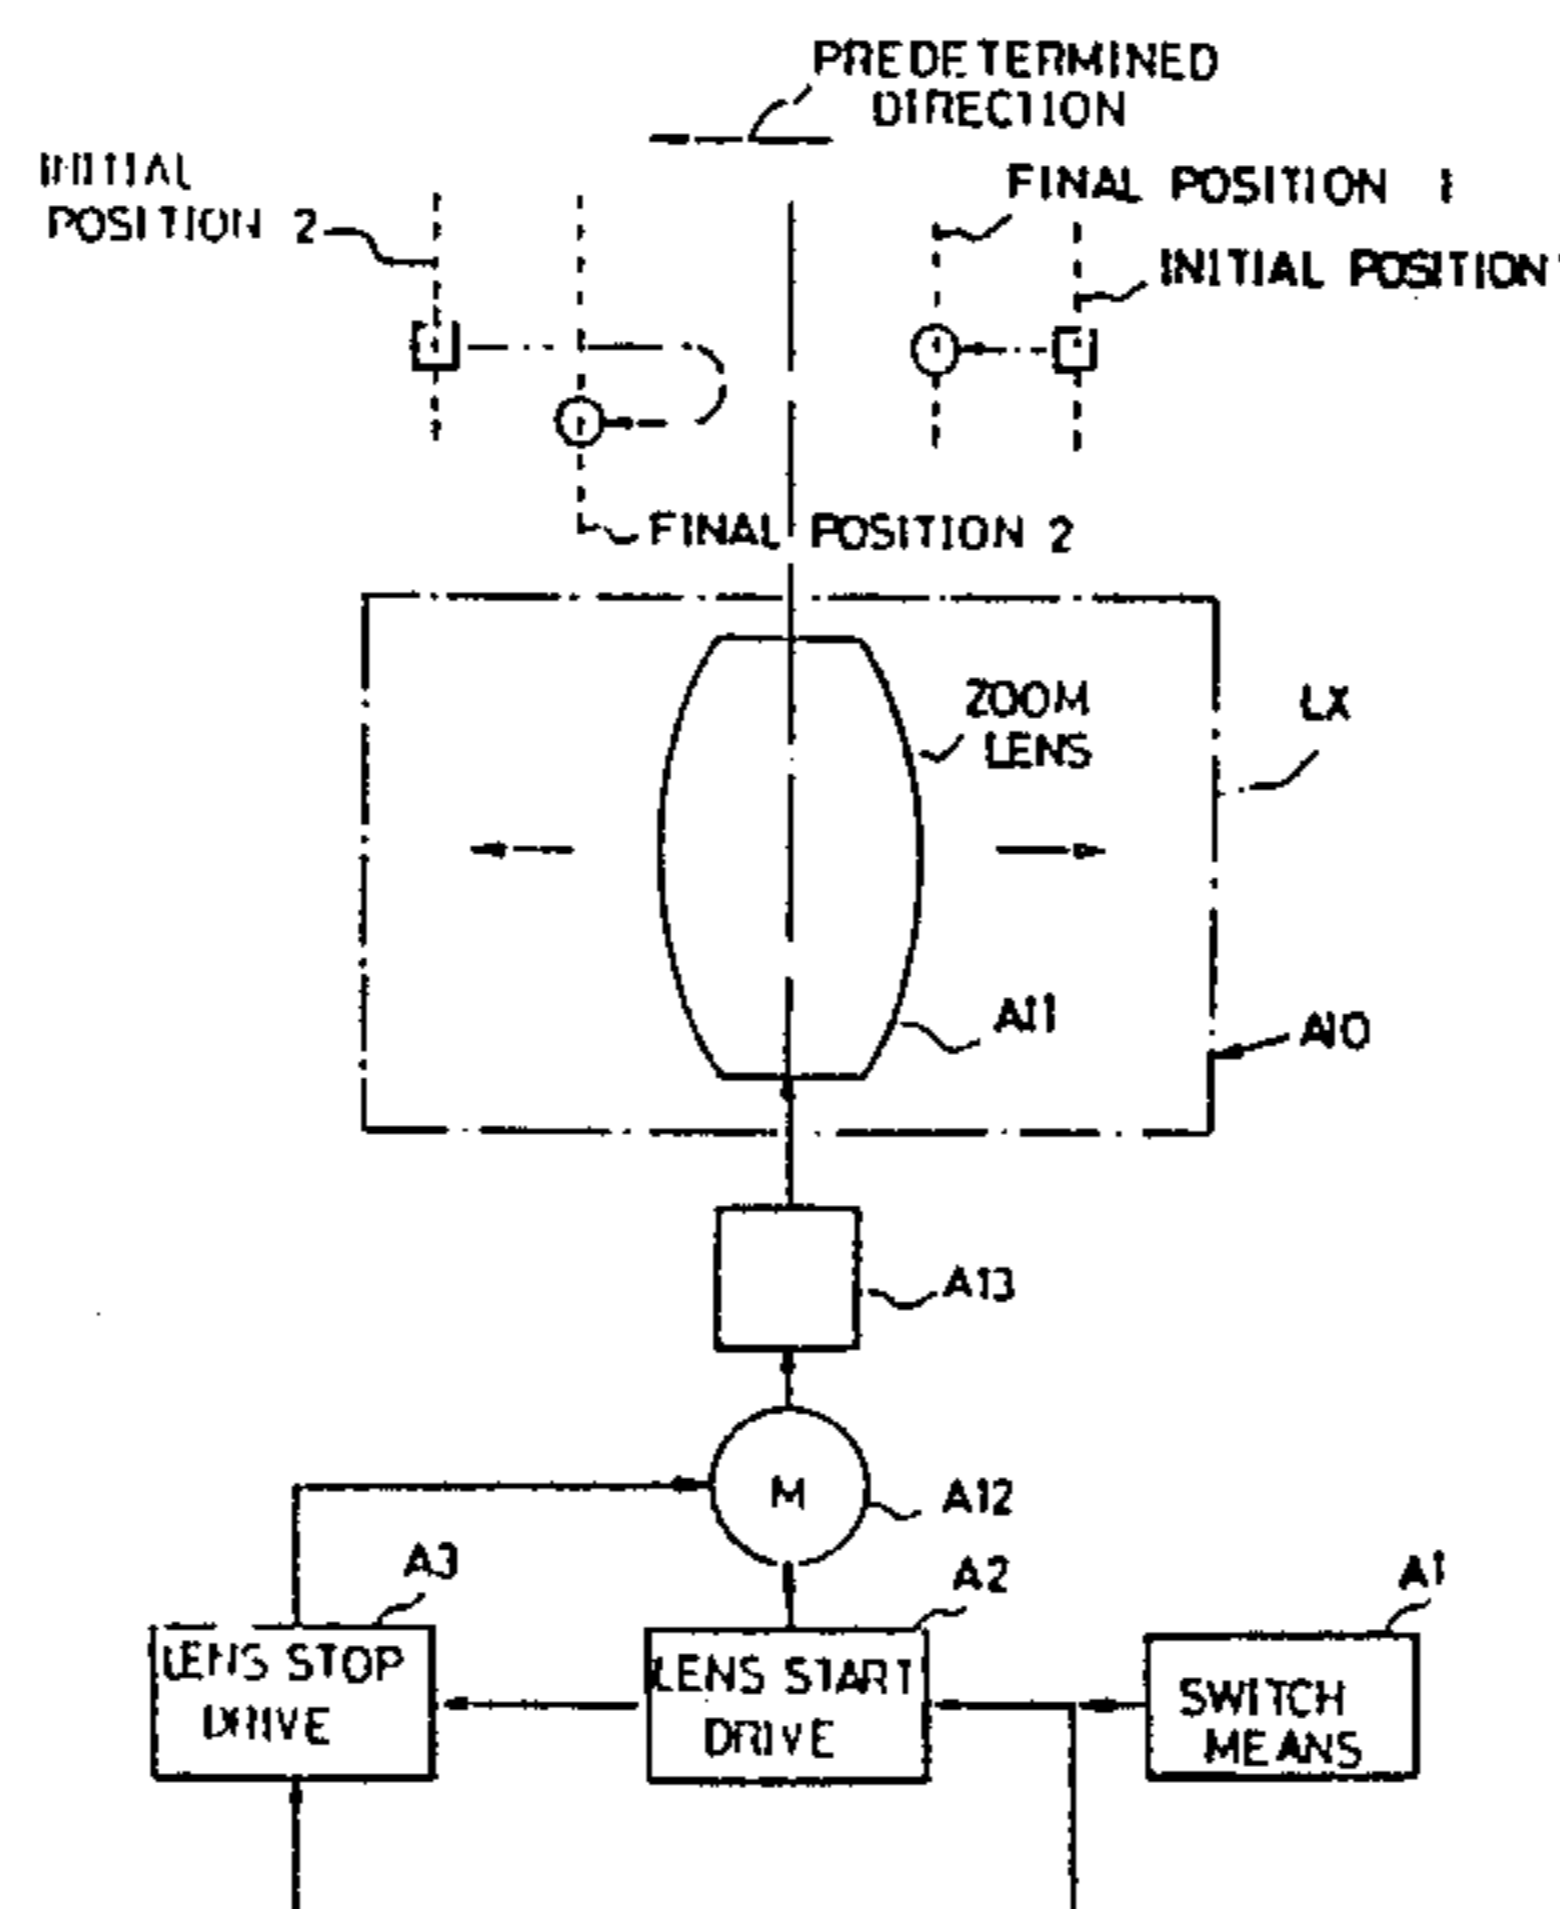 PREDETERMINED
DIRECTION
INITIAL
POSITION 2
FINAL POSITION 1
INITIAL POSITION
FINAL POSITION 2
ZOOM
LENS
LX
A11
A10
A13
M
A12
A3
A2
A1
LENS STOP
DRIVE
LENS START
DRIVE
SWITCH
MEANS